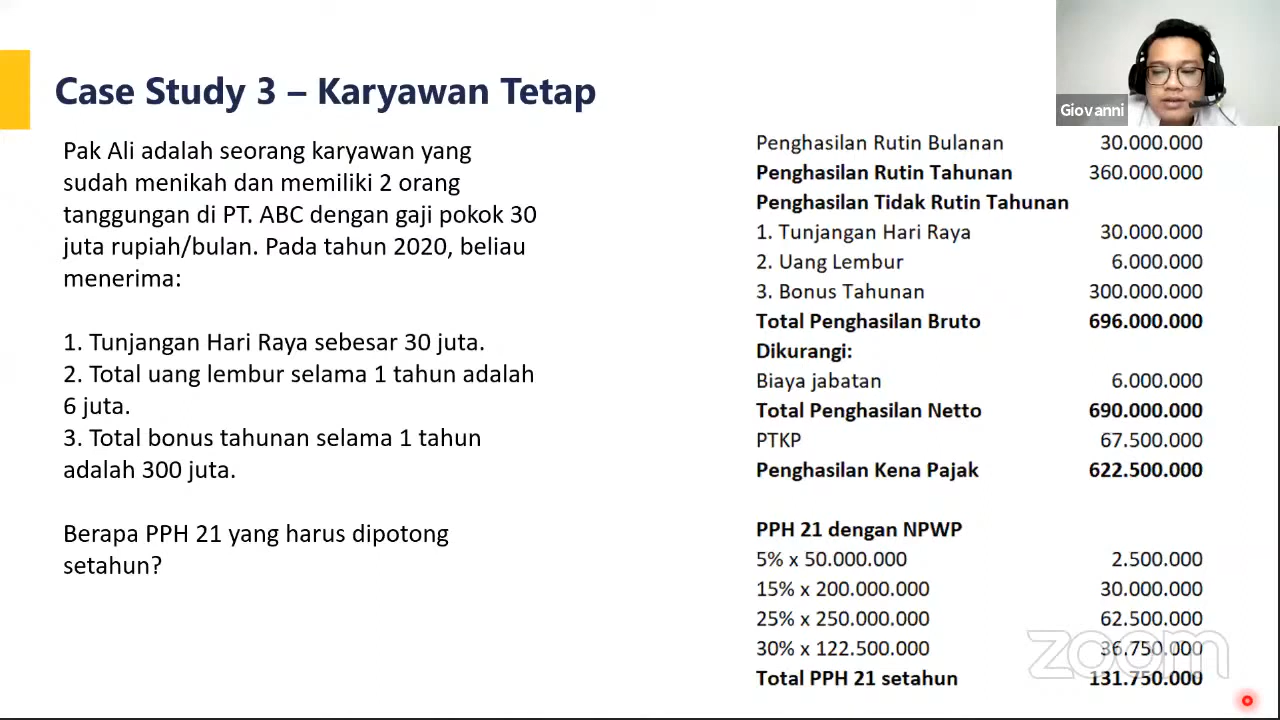 Case Study 3 – Karyawan Tetap
Giovanni
Pak Ali adalah seorang karyawan yang
sudah menikah dan memiliki 2 orang
tanggungan di PT. ABC dengan gaji pokok 30
juta rupiah/bulan. Pada tahun 2020, beliau
menerima:
1. Tunjangan Hari Raya sebesar 30 juta.
2. Total uang lembur selama 1 tahun adalah
6 juta.
3. Total bonus tahunan selama 1 tahun
adalah 300 juta.
Berapa PPH 21 yang harus dipotong
setahun?
Penghasilan Rutin Bulanan 30.000.000
Penghasilan Rutin Tahunan 360.000.000
Penghasilan Tidak Rutin Tahunan
1. Tunjangan Hari Raya 30.000.000
2. Uang Lembur 6.000.000
3. Bonus Tahunan 300.000.000
Total Penghasilan Bruto 696.000.000
Dikurangi:
Biaya jabatan 6.000.000
Total Penghasilan Netto 690.000.000
PTKP 67.500.000
Penghasilan Kena Pajak 622.500.000
PPH 21 dengan NPWP
5% x 50.000.000 2.500.000
15% x 200.000.000 30.000.000
25% x 250.000.000 62.500.000
30% x 122.500.000 36.750.000
Total PPH 21 setahun 131.750.000
zoom